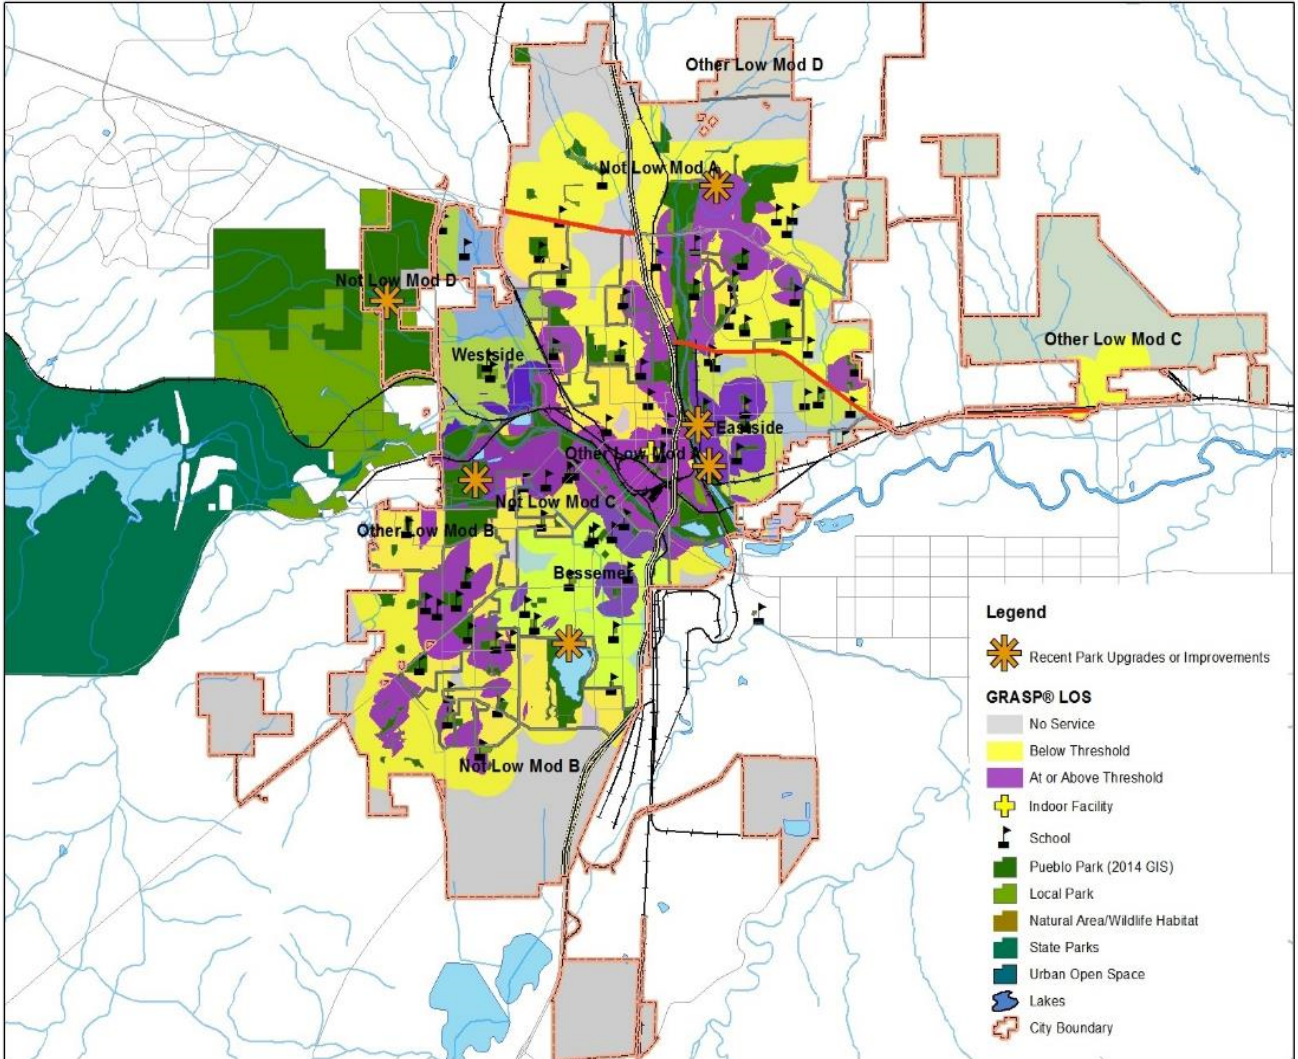 Other Low Mod D
Not Low Mod A
Not Low Mod D
Other Low Mod C
Westside
Eastside
Other Low Mod A
Not Low Mod C
Other Low Mod B
Bessemer
Not Low Mod B
Legend
Recent Park Upgrades or Improvements
GRASP® LOS
No Service
Below Threshold
At or Above Threshold
Indoor Facility
School
Pueblo Park (2014 GIS)
Local Park
Natural Area/Wildlife Habitat
State Parks
Urban Open Space
Lakes
City Boundary